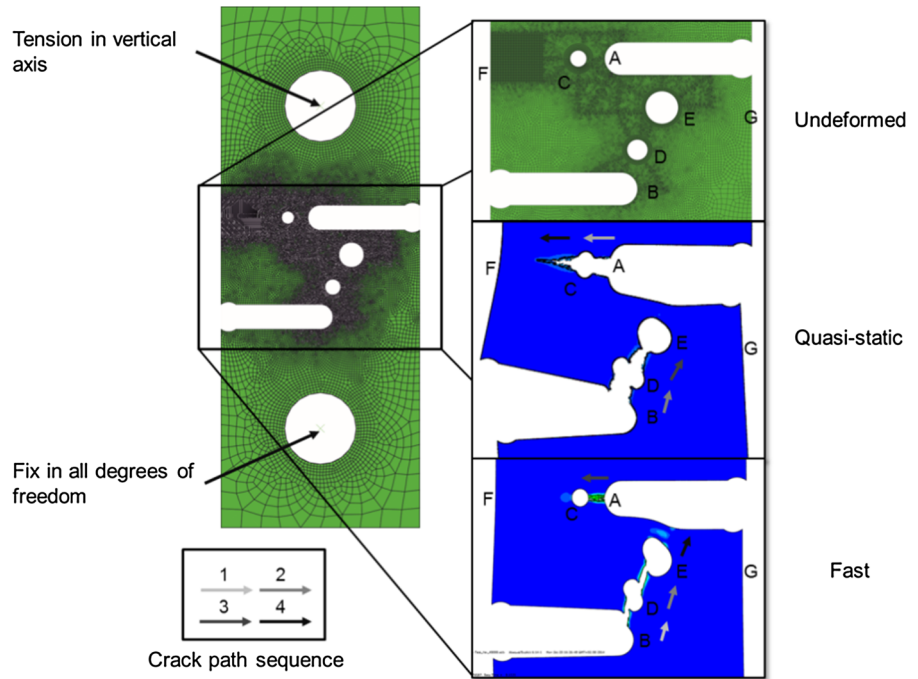 Tension in vertical
axis
Fix in all degrees of
freedom
1 2
3 4
Crack path sequence
F C A E G D B
Undeformed
F C A E G D B
Quasi-static
F C A E G D B
Fast